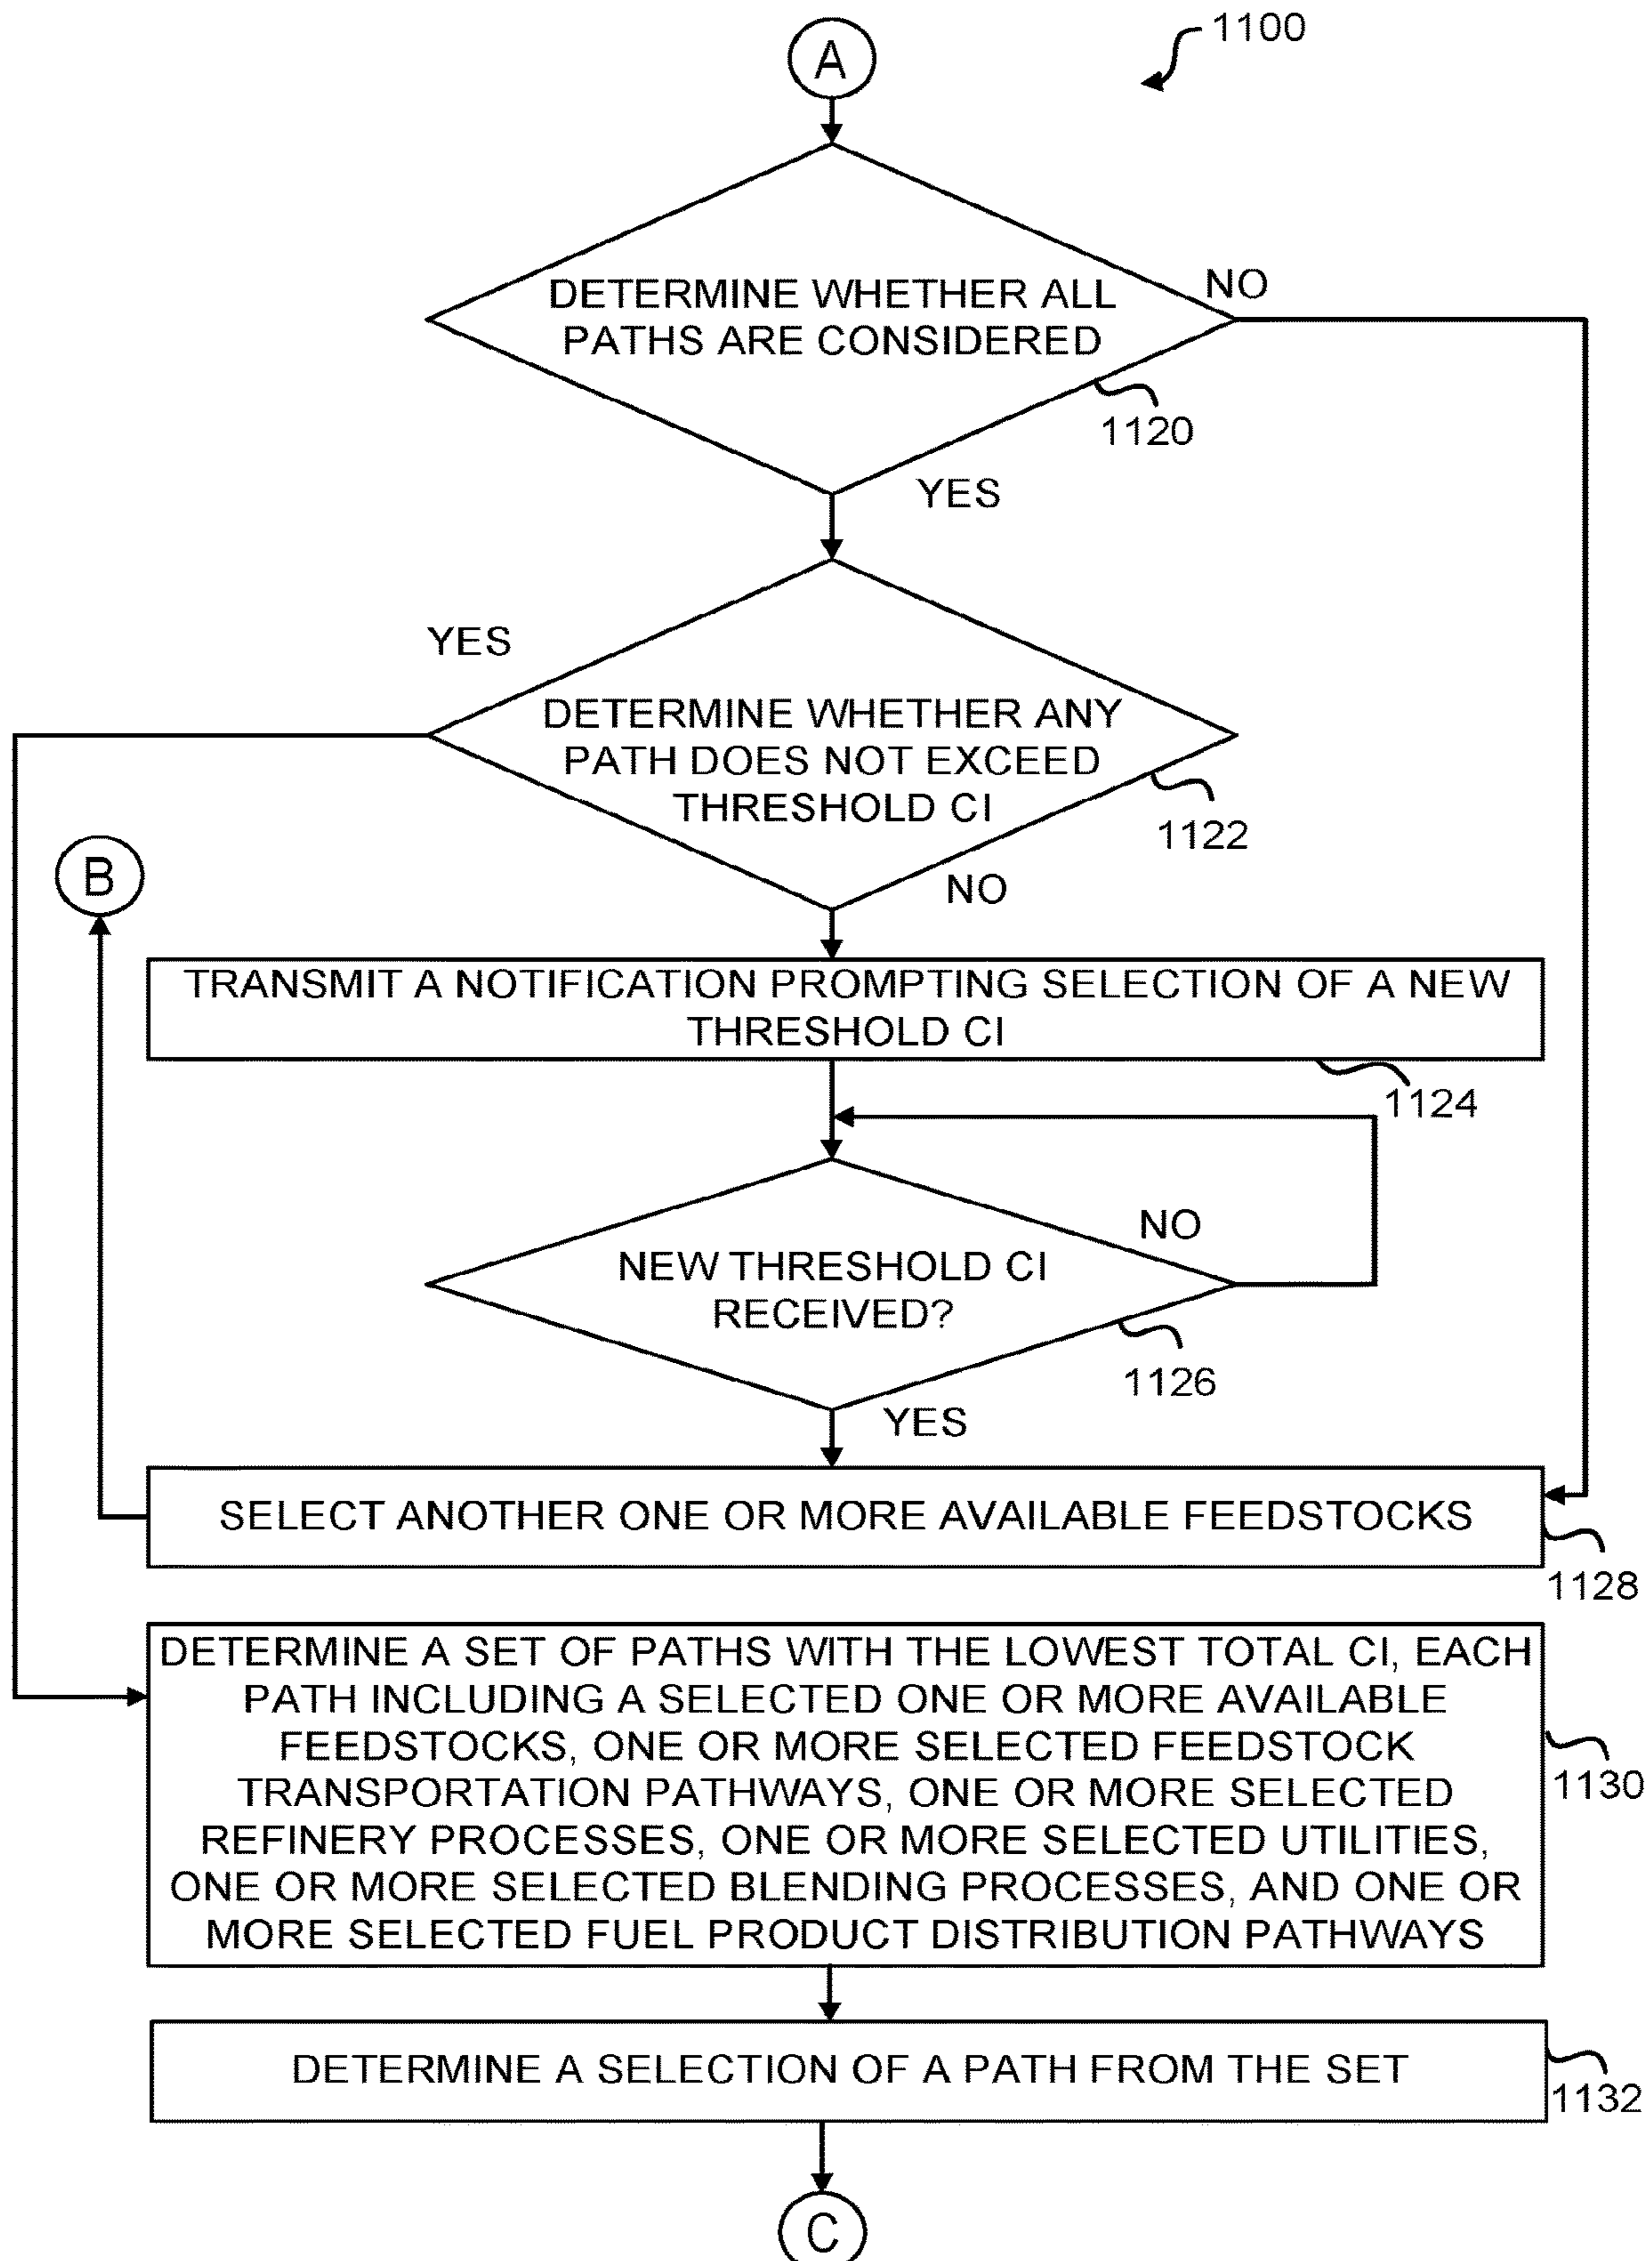 A
1100
DETERMINE WHETHER ALL
PATHS ARE CONSIDERED
NO
1120
YES
YES
DETERMINE WHETHER ANY
PATH DOES NOT EXCEED
THRESHOLD CI
1122
B
NO
TRANSMIT A NOTIFICATION PROMPTING SELECTION OF A NEW
THRESHOLD CI
1124
NO
NEW THRESHOLD CI
RECEIVED?
1126
YES
SELECT ANOTHER ONE OR MORE AVAILABLE FEEDSTOCKS
1128
DETERMINE A SET OF PATHS WITH THE LOWEST TOTAL CI, EACH
PATH INCLUDING A SELECTED ONE OR MORE AVAILABLE
FEEDSTOCKS, ONE OR MORE SELECTED FEEDSTOCK
TRANSPORTATION PATHWAYS, ONE OR MORE SELECTED
REFINERY PROCESSES, ONE OR MORE SELECTED UTILITIES,
ONE OR MORE SELECTED BLENDING PROCESSES, AND ONE OR
MORE SELECTED FUEL PRODUCT DISTRIBUTION PATHWAYS
1130
DETERMINE A SELECTION OF A PATH FROM THE SET
1132
C